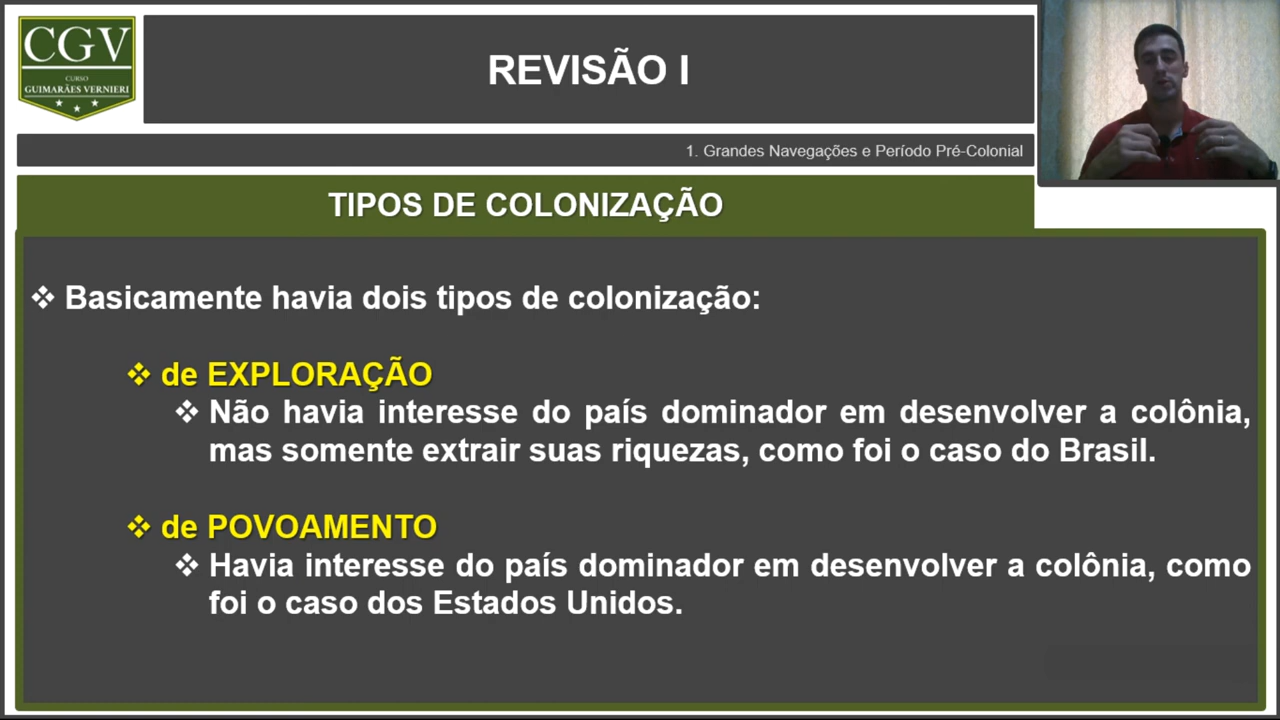 CGV
CURSO
GUIMARÃES VERNIERI
REVISÃO I
1. Grandes Navegações e Período Pré-Colonial
TIPOS DE COLONIZAÇÃO
❖ Basicamente havia dois tipos de colonização:
❖ de EXPLORAÇÃO
❖ Não havia interesse do país dominador em desenvolver a colônia,
mas somente extrair suas riquezas, como foi o caso do Brasil.
❖ de POVOAMENTO
❖ Havia interesse do país dominador em desenvolver a colônia, como
foi o caso dos Estados Unidos.